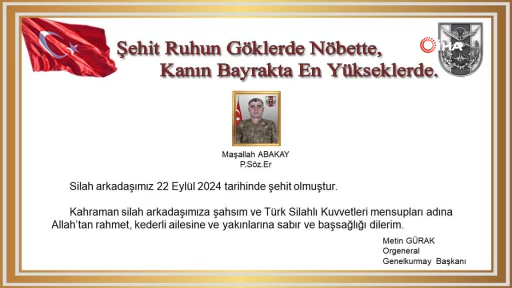 Şehit Ruhun Göklerde Nöbette,
Kanın Bayrakta En Yükseklerde.
Maşallah ABAKAY
P.Söz.Er
Silah arkadaşımız 22 Eylül 2024 tarihinde şehit olmuştur.
Kahraman silah arkadaşımıza şahsım ve Türk Silahlı Kuvvetleri mensupları adına
Allah'tan rahmet, kederli ailesine ve yakınlarına sabır ve başsağlığı dilerim.
Metin GÜRAK
Orgeneral
Genelkurmay Başkanı